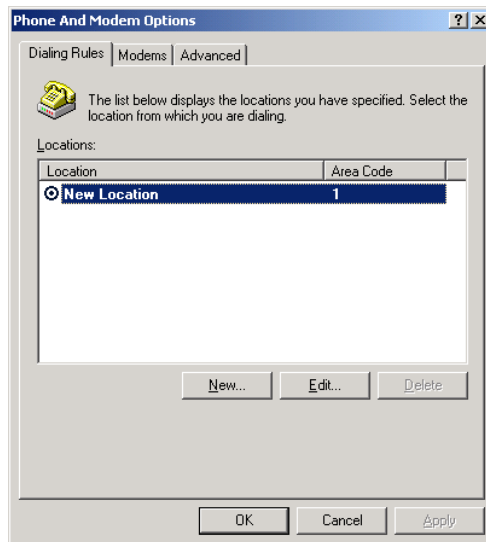 Phone And Modem Options
Dialing Rules Modems Advanced
The list below displays the locations you have specified. Select the
location from which you are dialing.
Locations:
Location Area Code
New Location 1
New... Edit... Delete
OK Cancel Apply